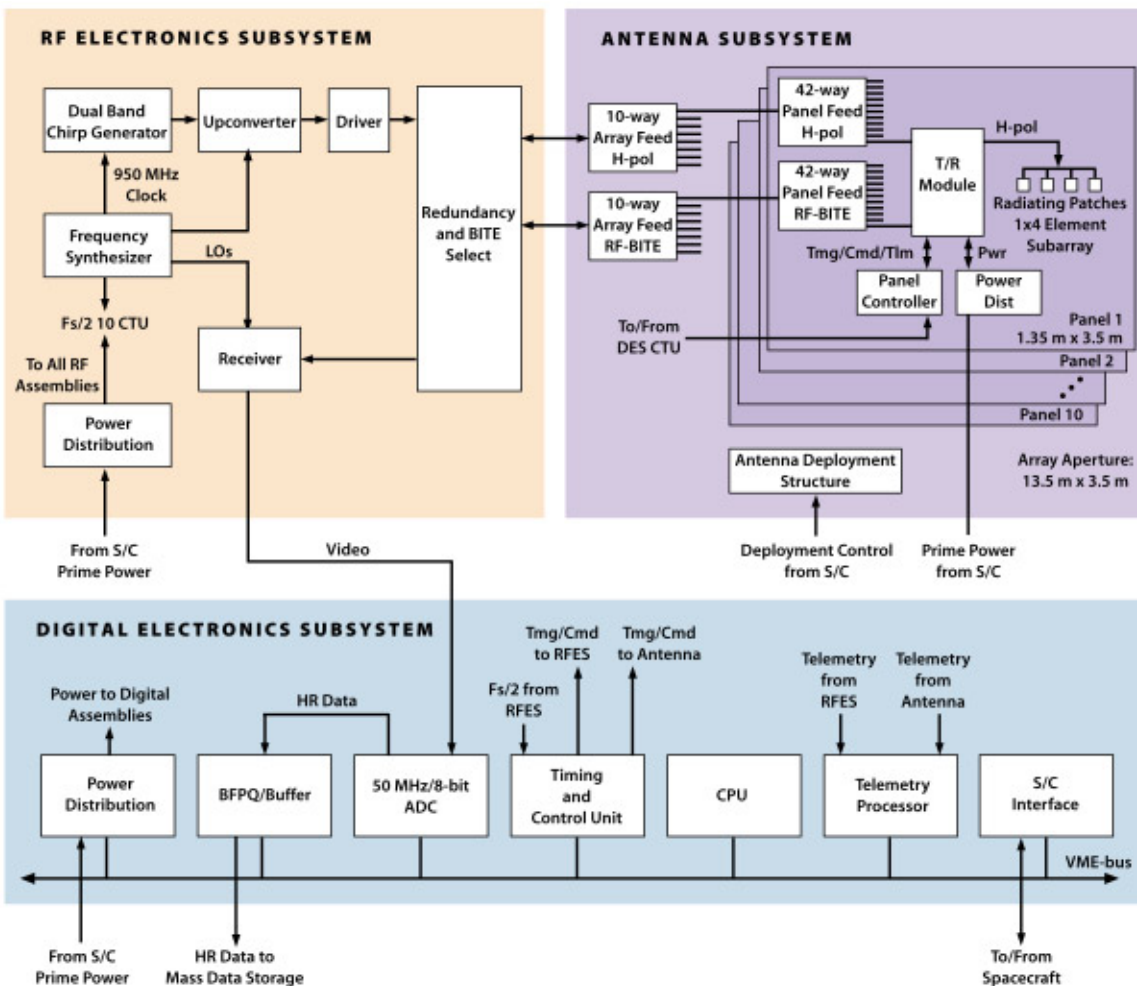 RF ELECTRONICS SUBSYSTEM
Dual Band
Chirp Generator
Upconverter
Driver
950 MHz
Clock
Frequency
Synthesizer
LOs
Redundancy
and BITE
Select
Fs/2 10 CTU
To All RF
Assemblies
Receiver
Power
Distribution
From S/C
Prime Power
Video
ANTENNA SUBSYSTEM
10-way
Array Feed
H-pol
10-way
Array Feed
RF-BITE
42-way
Panel Feed
H-pol
42-way
Panel Feed
RF-BITE
T/R
Module
H-pol
Radiating Patches
1x4 Element
Subarray
Tmg/Cmd/Tlm
Pwr
Panel
Controller
Power
Dist
To/From
DES CTU
Panel 1
1.35 m x 3.5 m
Panel 2
Panel 10
Antenna Deployment
Structure
Array Aperture:
13.5 m x 3.5 m
Deployment Control
from S/C
Prime Power
from S/C
DIGITAL ELECTRONICS SUBSYSTEM
Power to Digital
Assemblies
HR Data
Fs/2 from
RFES
Tmg/Cmd
to RFES
Tmg/Cmd
to Antenna
Telemetry
from
RFES
Telemetry
from
Antenna
Power
Distribution
BFPQ/Buffer
50 MHz/8-bit
ADC
Timing
and
Control Unit
CPU
Telemetry
Processor
S/C
Interface
VME-bus
From S/C
Prime Power
HR Data to
Mass Data Storage
To/From
Spacecraft